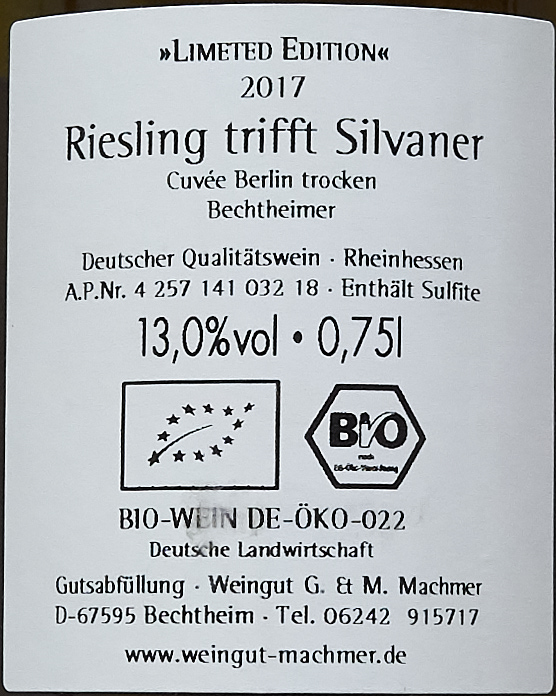 »LIMETED EDITION«
2017
Riesling trifft Silvaner
Cuvée Berlin trocken
Bechtheimer
Deutscher Qualitätswein · Rheinhessen
A.P.Nr. 4 257 141 032 18 · Enthält Sulfite
13,0%vol • 0,75l
BIO
nach
BIO-WEIN DE-ÖKO-022
Deutsche Landwirtschaft
Gutsabfüllung · Weingut G. & M. Machmer
D-67595 Bechtheim · Tel. 06242 915717
www.weingut-machmer.de